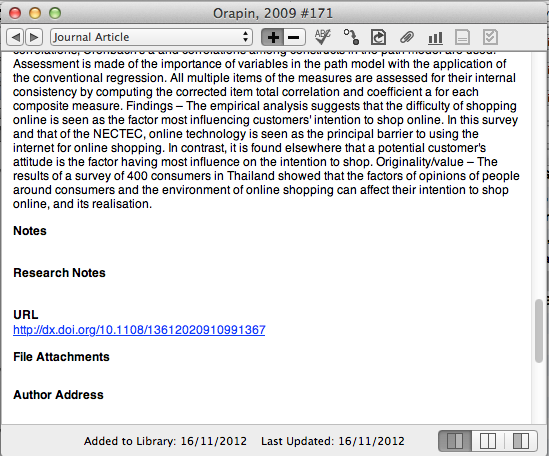 Orapin, 2009 #171
Journal Article
ABC
correlations, Cronbach's a and correlations among constructs in the path model are used.
Assessment is made of the importance of variables in the path model with the application of
the conventional regression. All multiple items of the measures are assessed for their internal
consistency by computing the corrected item total correlation and coefficient a for each
composite measure. Findings – The empirical analysis suggests that the difficulty of shopping
online is seen as the factor most influencing customers' intention to shop online. In this survey
and that of the NECTEC, online technology is seen as the principal barrier to using the
internet for online shopping. In contrast, it is found elsewhere that a potential customer's
attitude is the factor having most influence on the intention to shop. Originality/value – The
results of a survey of 400 consumers in Thailand showed that the factors of opinions of people
around consumers and the environment of online shopping can affect their intention to shop
online, and its realisation.
Notes
Research Notes
URL
http://dx.doi.org/10.1108/13612020910991367
File Attachments
Author Address
Added to Library: 16/11/2012 Last Updated: 16/11/2012